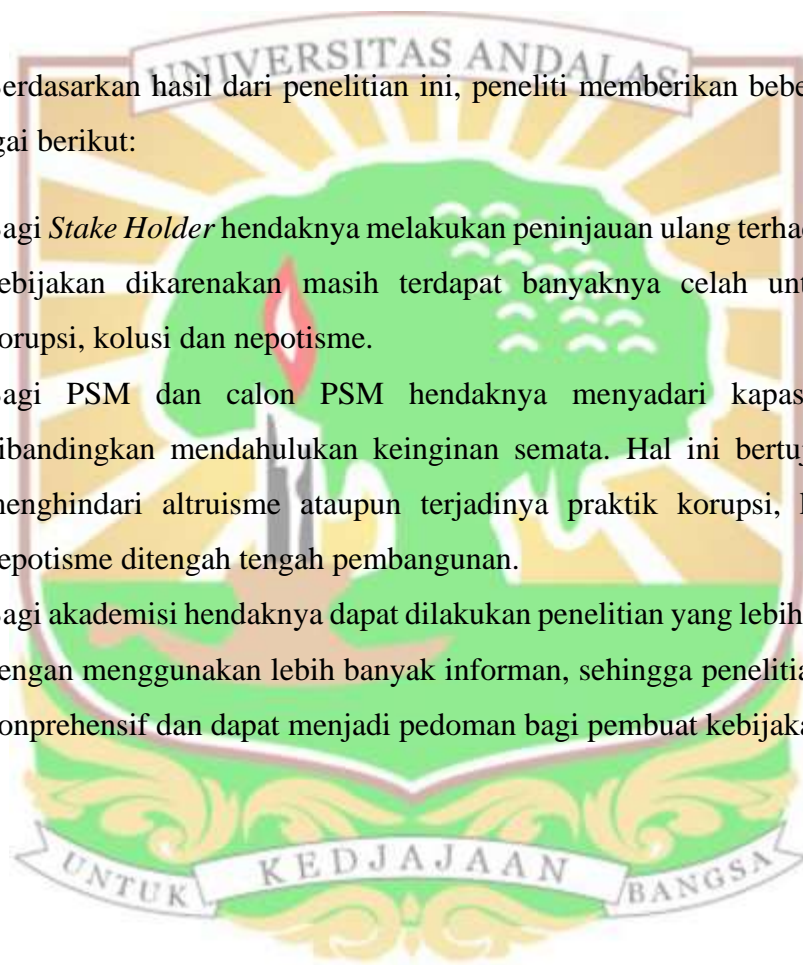 UNIVERSITAS ANDALAS
erdasarkan hasil dari penelitian ini, peneliti memberikan bebe
gai berikut:
agi Stake Holder hendaknya melakukan peninjauan ulang terhad
ebijakan dikarenakan masih terdapat banyaknya celah unt
orupsi, kolusi dan nepotisme.
agi PSM dan calon PSM hendaknya menyadari kapas
ibandingkan mendahulukan keinginan semata. Hal ini bertuj
nenghindari altruisme ataupun terjadinya praktik korupsi,
epotisme ditengah tengah pembangunan.
agi akademisi hendaknya dapat dilakukan penelitian yang lebih
engan menggunakan lebih banyak informan, sehingga penelitia
onprehensif dan dapat menjadi pedoman bagi pembuat kebijaka
UNTUK KEDJAJAAN BANGSA